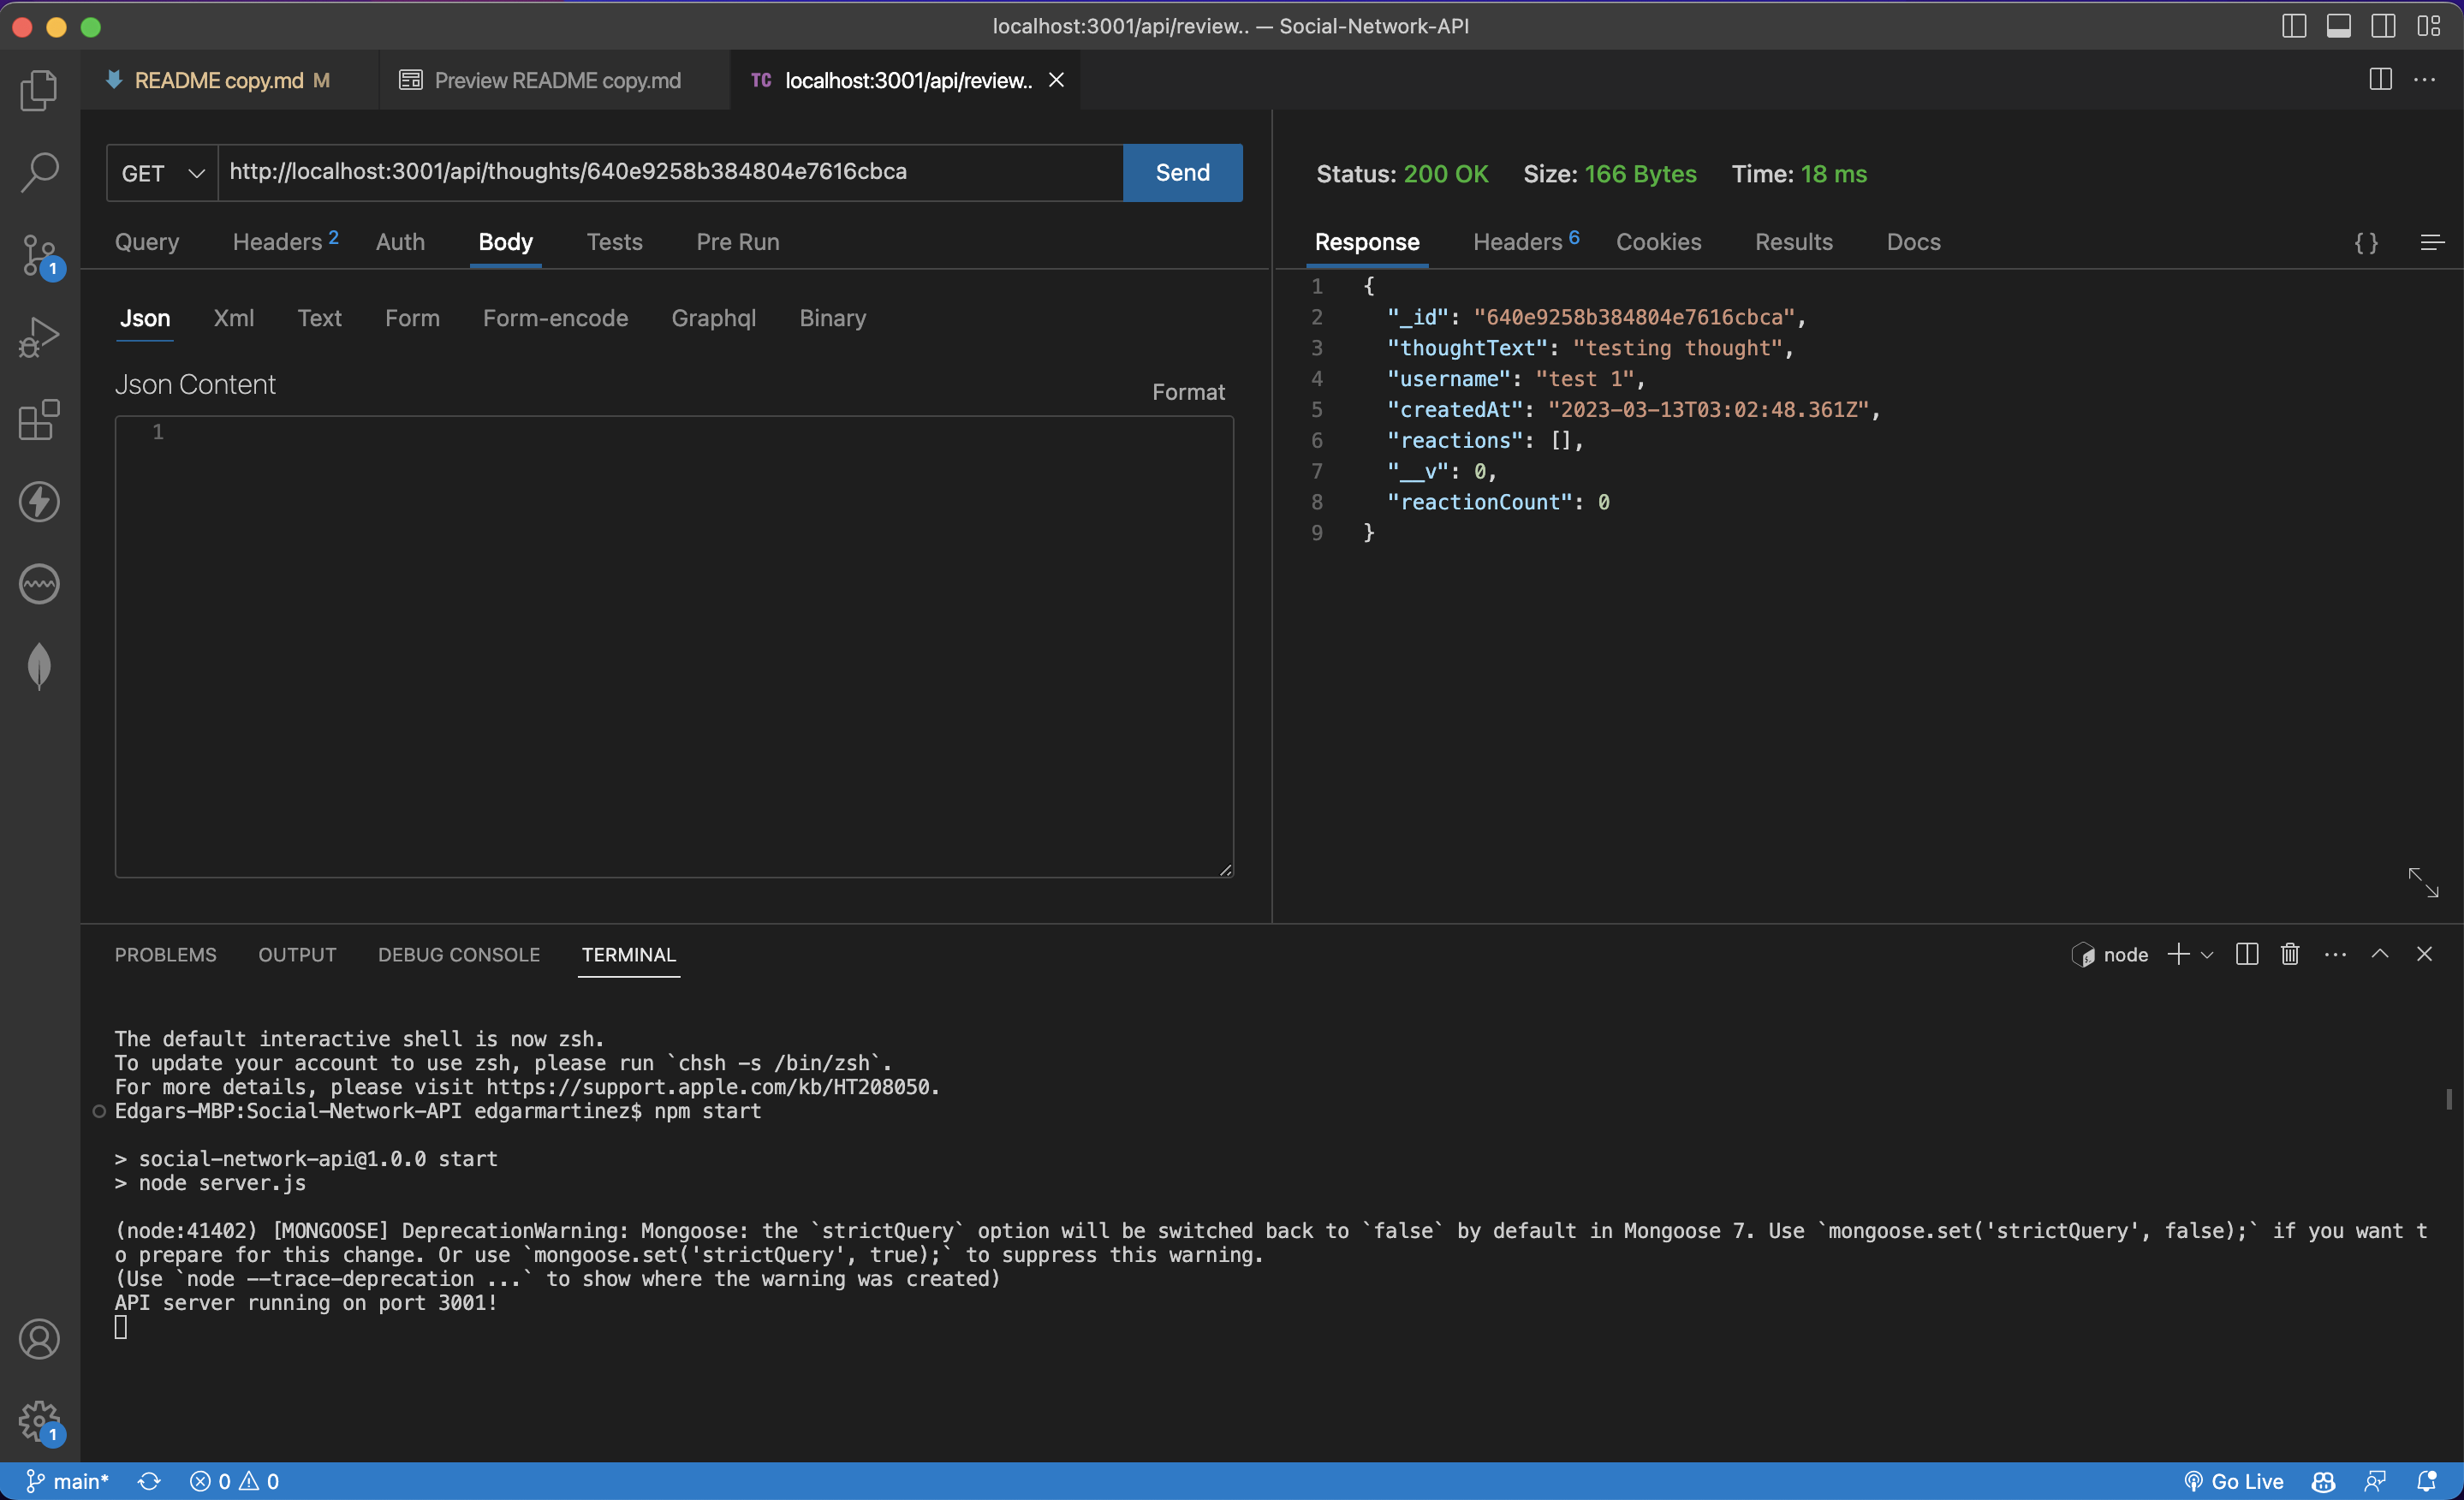 localhost:3001/api/review.. — Social-Network-API
README copy.md M
Preview README copy.md
TC localhost:3001/api/review..
GET http://localhost:3001/api/thoughts/640e9258b384804e7616cbca Send
Query Headers 2 Auth Body Tests Pre Run
Json Xml Text Form Form-encode Graphql Binary
Json Content
Format
1
Status: 200 OK Size: 166 Bytes Time: 18 ms
Response Headers 6 Cookies Results Docs {}
1 {
2 "_id": "640e9258b384804e7616cbca",
3 "thoughtText": "testing thought",
4 "username": "test 1",
5 "createdAt": "2023-03-13T03:02:48.361Z",
6 "reactions": [],
7 "__v": 0,
8 "reactionCount": 0
9 }
1
PROBLEMS OUTPUT DEBUG CONSOLE TERMINAL
node
The default interactive shell is now zsh.
To update your account to use zsh, please run `chsh -s /bin/zsh`.
For more details, please visit https://support.apple.com/kb/HT208050.
Edgars-MBP:Social-Network-API edgarmartinez$ npm start
> social-network-api@1.0.0 start
> node server.js
(node:41402) [MONGOOSE] DeprecationWarning: Mongoose: the `strictQuery` option will be switched back to `false` by default in Mongoose 7. Use `mongoose.set('strictQuery', false);` if you want t
o prepare for this change. Or use `mongoose.set('strictQuery', true);` to suppress this warning.
(Use `node --trace-deprecation ...` to show where the warning was created)
API server running on port 3001!
1
main* 0 0
Go Live